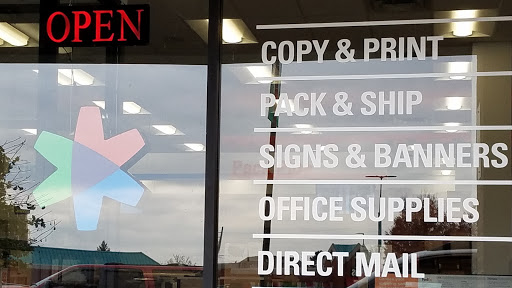 OPEN
COPY & PRINT
PACK & SHIP
SIGNS & BANNERS
OFFICE SUPPLIES
DIRECT MAIL